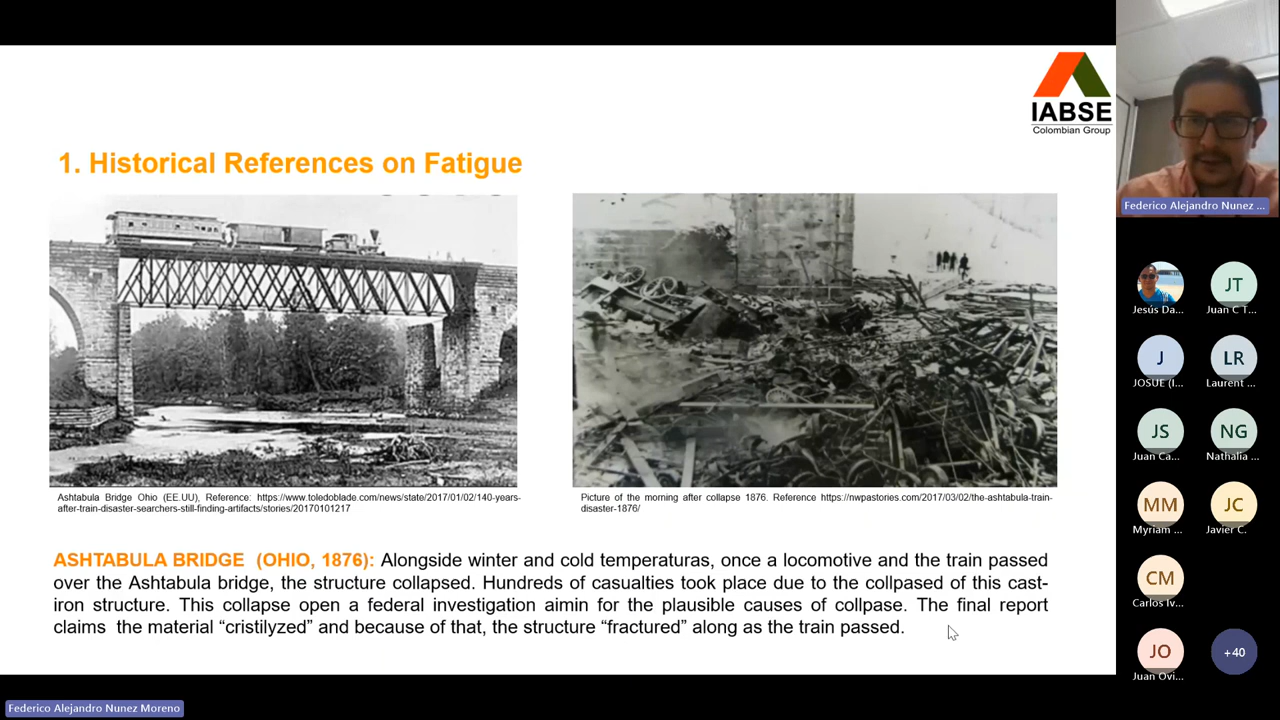 IABSE
Colombian Group
1. Historical References on Fatigue
Ashtabula Bridge Ohio (EE.UU), Reference: https://www.toledoblade.com/news/state/2017/01/02/140-years-
after-train-disaster-searchers-still-finding-artifacts/stories/20170101217
Picture of the morning after collapse 1876. Reference https://nwpastories.com/2017/03/02/the-ashtabula-train-
disaster-1876/
ASHTABULA BRIDGE (OHIO, 1876): Alongside winter and cold temperatures, once a locomotive and the train passed
over the Ashtabula bridge, the structure collapsed. Hundreds of casualties took place due to the collpased of this cast-
iron structure. This collapse open a federal investigation aimin for the plausible causes of collpase. The final report
claims the material “cristilyzed” and because of that, the structure “fractured” along as the train passed.
Federico Alejandro Nunez Moreno
Federico Alejandro Nunez ...
Jesús Da...
JT
Juan C T...
J
JOSUE (I...
LR
Laurent ...
JS
Juan Ca...
NG
Nathalia ...
MM
Myriam ...
JC
Javier C.
CM
Carlos Iv...
JO
Juan Ovi...
+40